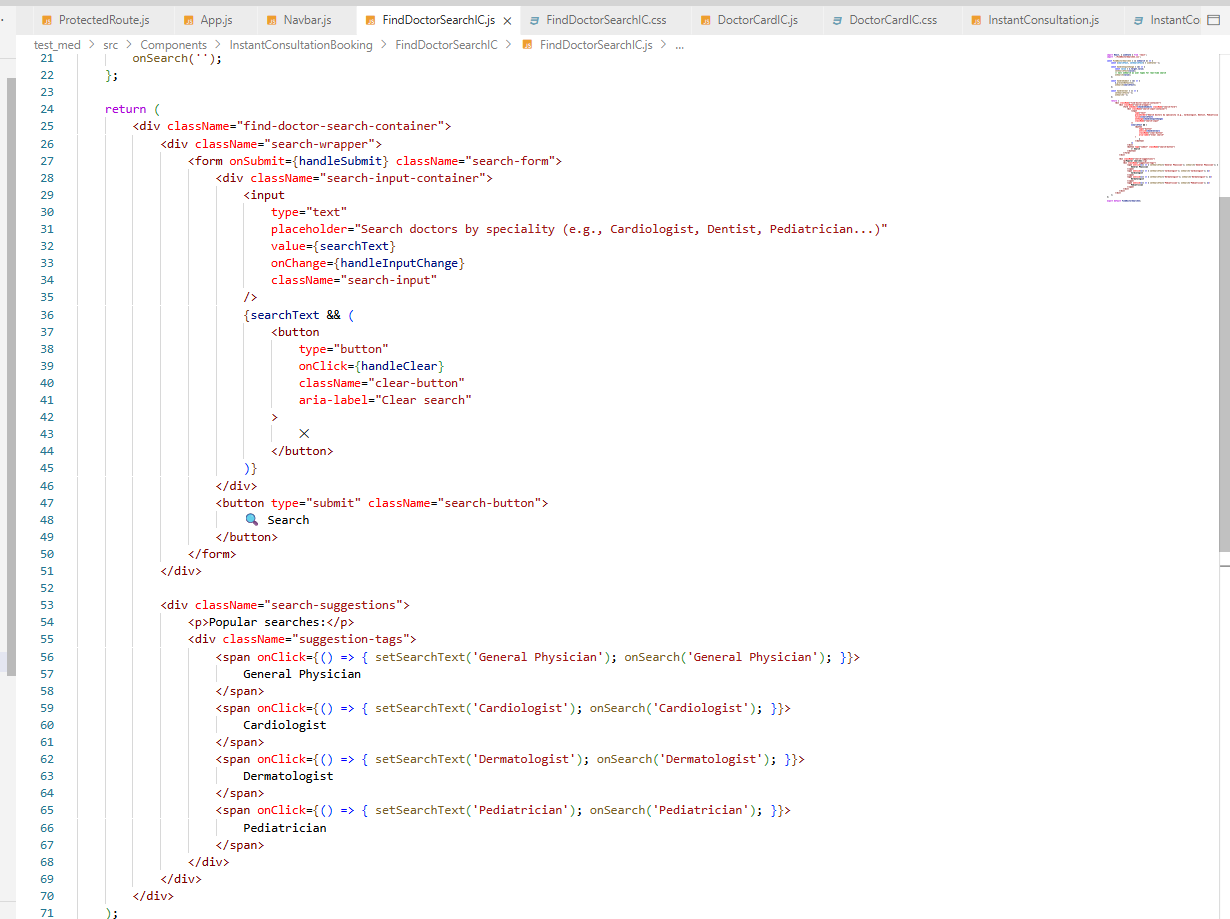 ProtectedRoute.js App.js Navbar.js FindDoctorSearchIC.js × FindDoctorSearchIC.css DoctorCardIC.js DoctorCardIC.css InstantConsultation.js InstantCo
test_med > src > Components > InstantConsultationBooking > FindDoctorSearchIC > FindDoctorSearchIC.js > ...
21 onSearch('');
22 };
23
24 return (
25 <div className="find-doctor-search-container">
26 <div className="search-wrapper">
27 <form onSubmit={handleSubmit} className="search-form">
28 <div className="search-input-container">
29 <input
30 type="text"
31 placeholder="Search doctors by speciality (e.g., Cardiologist, Dentist, Pediatrician...)"
32 value={searchText}
33 onChange={handleInputChange}
34 className="search-input"
35 />
36 {searchText && (
37 <button
38 type="button"
39 onClick={handleClear}
40 className="clear-button"
41 aria-label="Clear search"
42 >
43 ✕
44 </button>
45 )}
46 </div>
47 <button type="submit" className="search-button">
48 🔍 Search
49 </button>
50 </form>
51 </div>
52
53 <div className="search-suggestions">
54 <p>Popular searches:</p>
55 <div className="suggestion-tags">
56 <span onClick={() => { setSearchText('General Physician'); onSearch('General Physician'); }}>
57 General Physician
58 </span>
59 <span onClick={() => { setSearchText('Cardiologist'); onSearch('Cardiologist'); }}>
60 Cardiologist
61 </span>
62 <span onClick={() => { setSearchText('Dermatologist'); onSearch('Dermatologist'); }}>
63 Dermatologist
64 </span>
65 <span onClick={() => { setSearchText('Pediatrician'); onSearch('Pediatrician'); }}>
66 Pediatrician
67 </span>
68 </div>
69 </div>
70 </div>
71 );